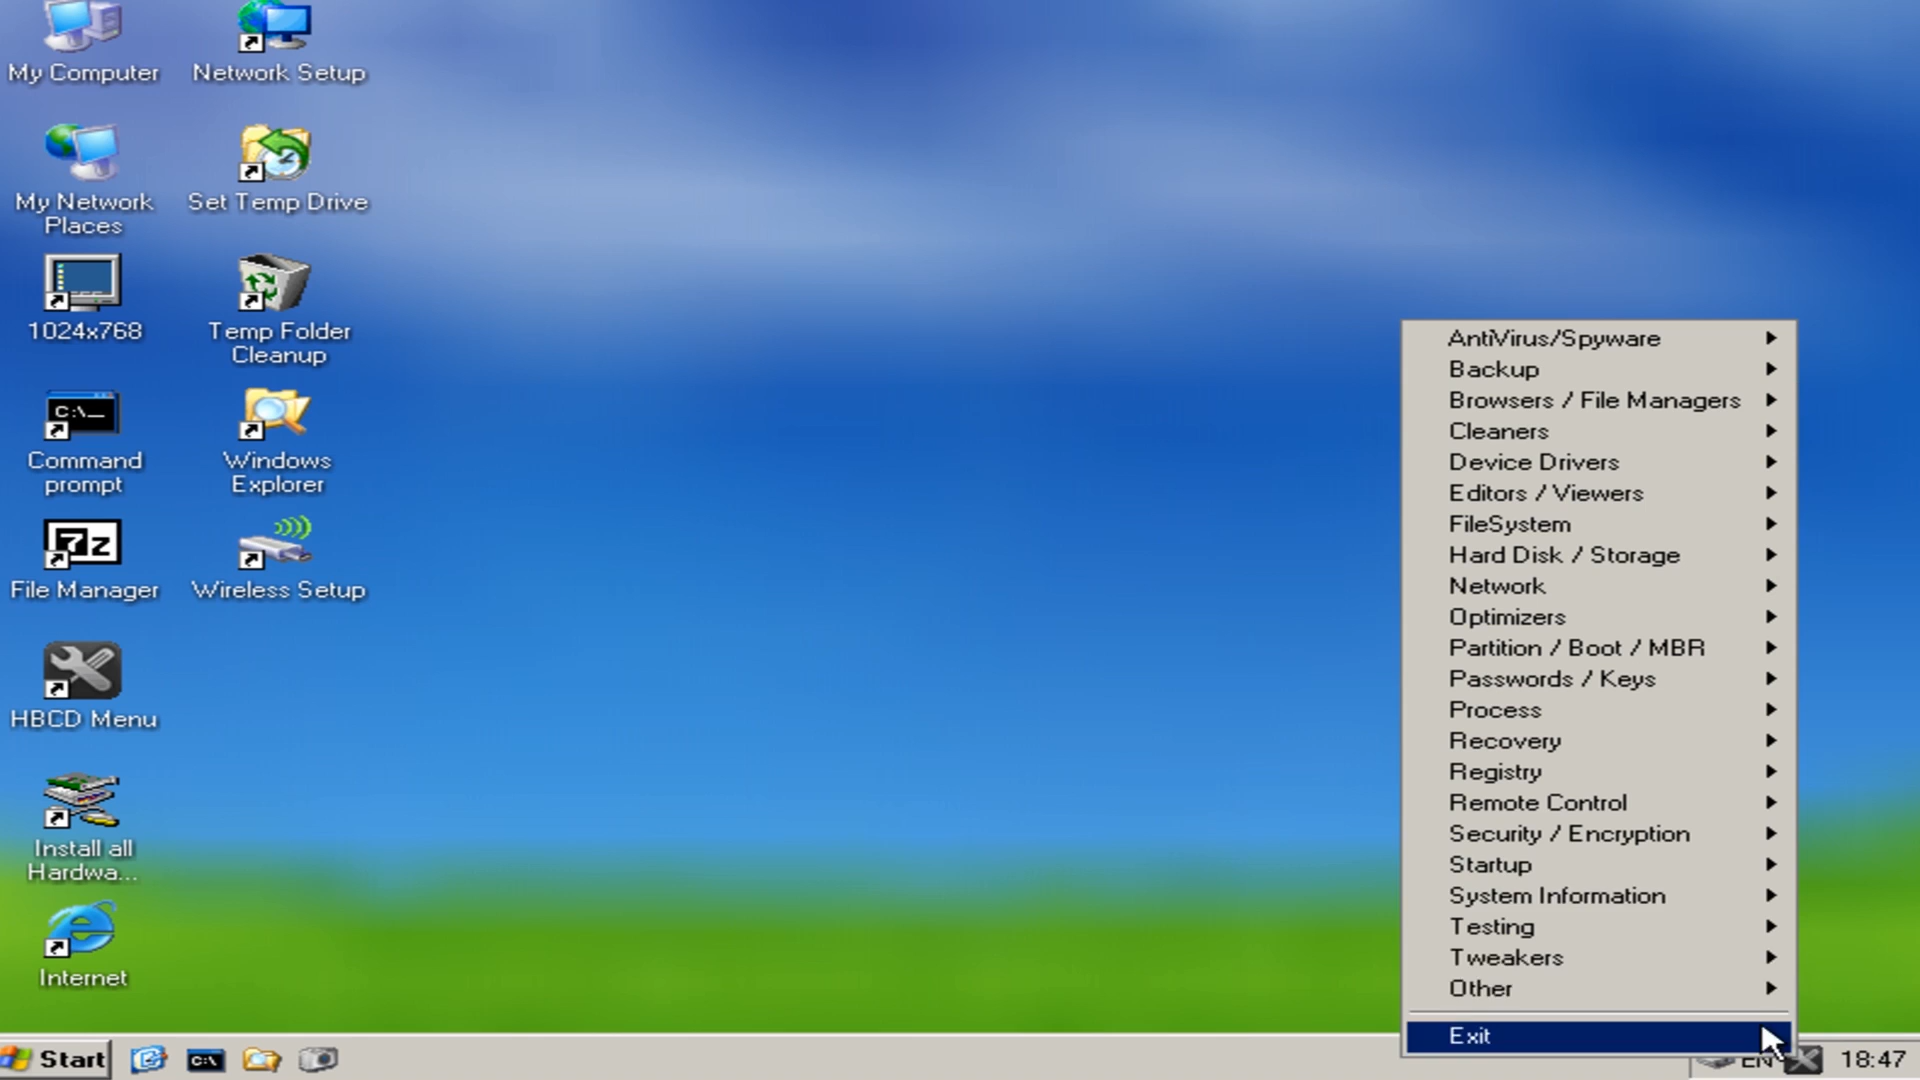 My Computer
Network Setup
My Network
Places
Set Temp Drive
1024x768
Temp Folder
Cleanup
C:\_
Command
prompt
Windows
Explorer
7z
File Manager
Wireless Setup
HBCD Menu
Install all
Hardwa...
Internet
AntiVirus/Spyware
Backup
Browsers / File Managers
Cleaners
Device Drivers
Editors / Viewers
FileSystem
Hard Disk / Storage
Network
Optimizers
Partition / Boot / MBR
Passwords / Keys
Process
Recovery
Registry
Remote Control
Security / Encryption
Startup
System Information
Testing
Tweakers
Other
Exit
Start
C:\
EN
18:47